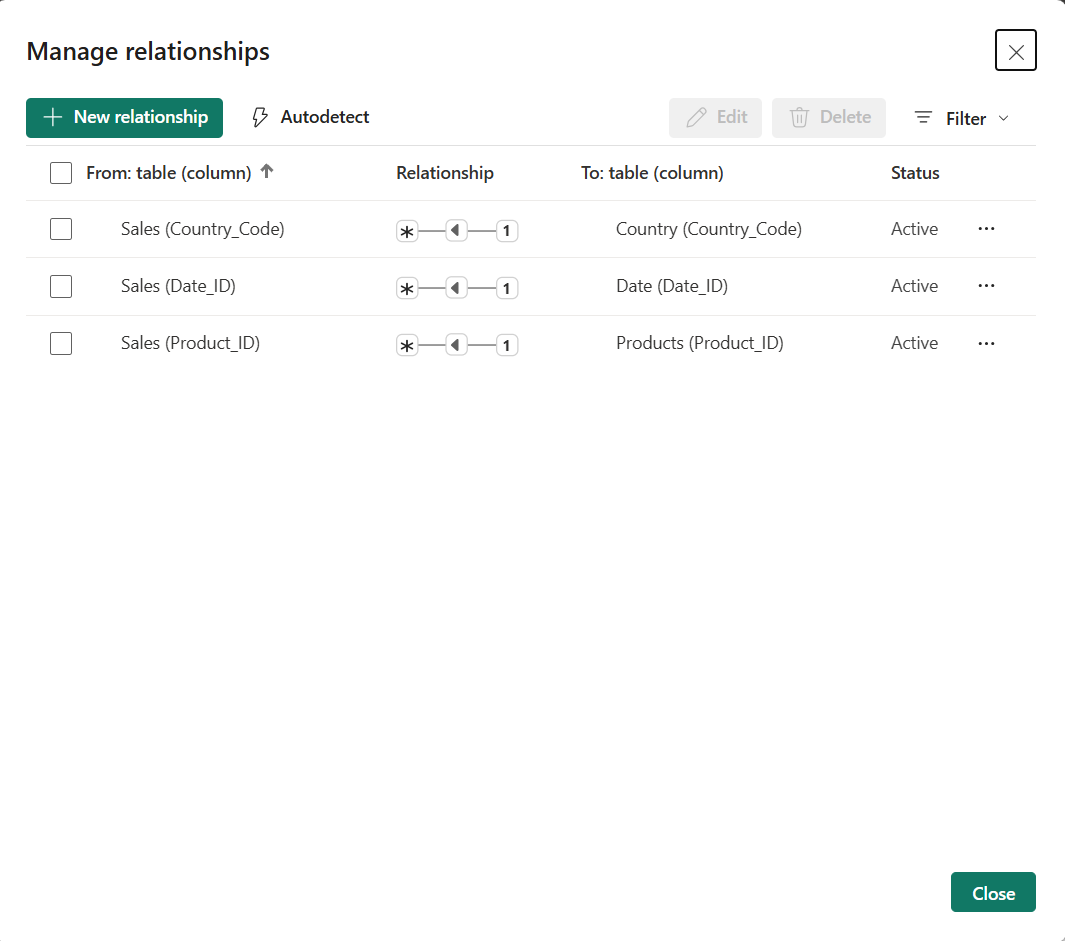 Manage relationships
New relationship Autodetect Edit Delete Filter
From: table (column) Relationship To: table (column) Status
Sales (Country_Code) * 1 Country (Country_Code) Active ...
Sales (Date_ID) * 1 Date (Date_ID) Active ...
Sales (Product_ID) * 1 Products (Product_ID) Active ...
Close